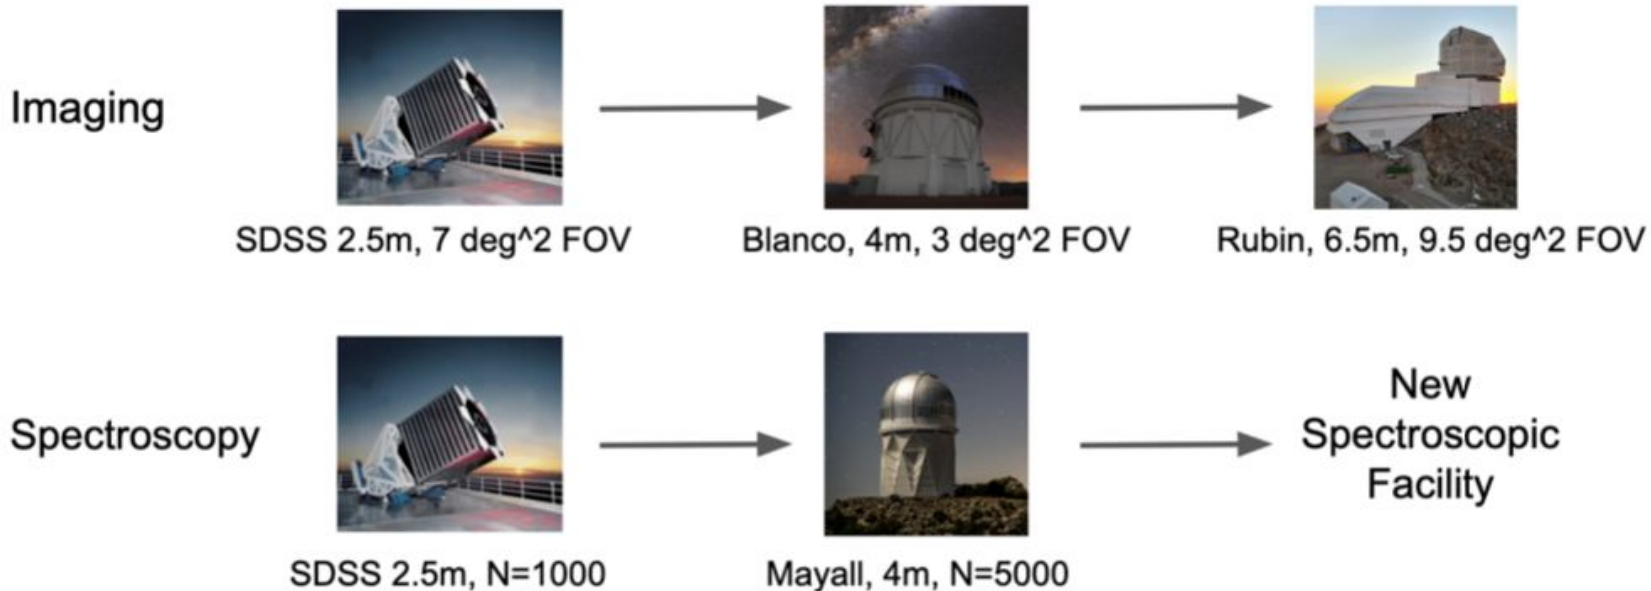 Imaging
SDSS 2.5m, 7 deg^2 FOV
Blanco, 4m, 3 deg^2 FOV
Rubin, 6.5m, 9.5 deg^2 FOV
Spectroscopy
New
Spectroscopic
Facility
SDSS 2.5m, N=1000
Mayall, 4m, N=5000